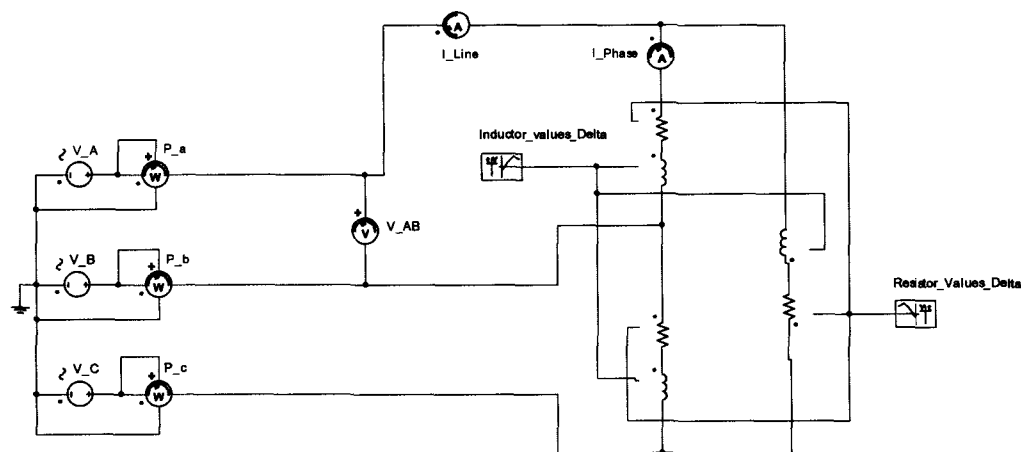 A
I_Line
I_Phase
A
Inductor_values_Delta
V_A
P_a
W
V_AB
V
V_B
P_b
W
Resistor_Values_Delta
V_C
P_c
W